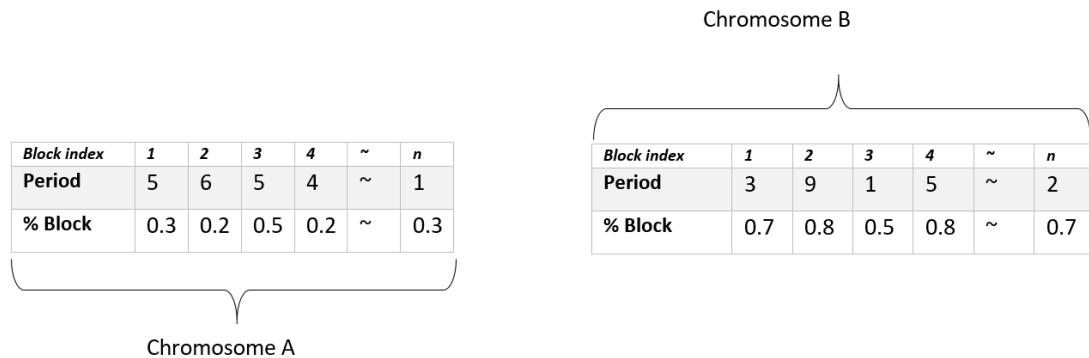 Chromosome B
Block index 1 2 3 4 ~ n
Period 5 6 5 4 ~ 1
% Block 0.3 0.2 0.5 0.2 ~ 0.3
Chromosome A
Block index 1 2 3 4 ~ n
Period 3 9 1 5 ~ 2
% Block 0.7 0.8 0.5 0.8 ~ 0.7